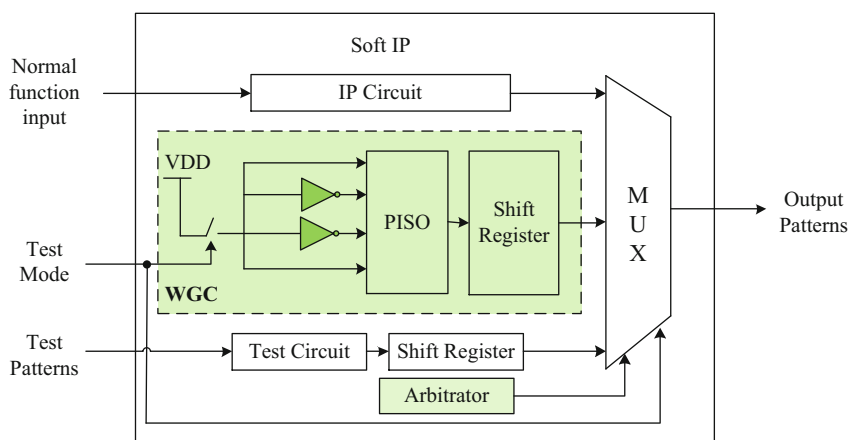 Soft IP
Normal
function
input
IP Circuit
VDD
PISO
Shift
Register
WGC
MUX
Output
Patterns
Test
Mode
Test
Patterns
Test Circuit
Shift Register
Arbitrator